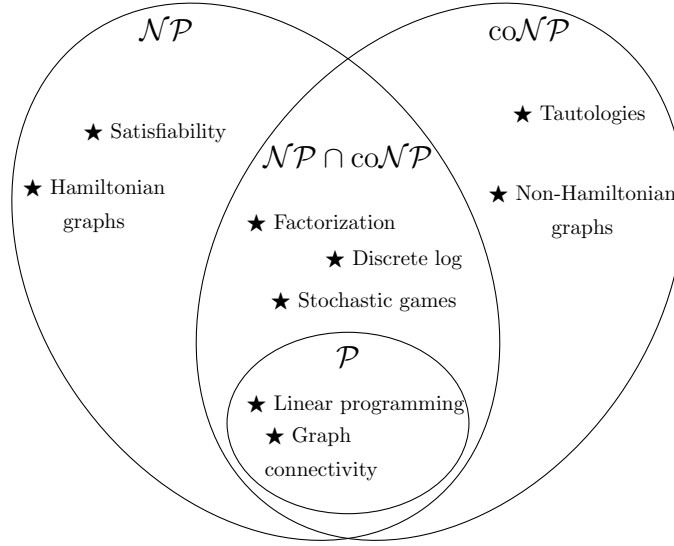 𝒩𝒫
co𝒩𝒫
★ Tautologies
★ Satisfiability
𝒩𝒫 ∩ co𝒩𝒫
★ Hamiltonian
graphs
★ Non-Hamiltonian
graphs
★ Factorization
★ Discrete log
★ Stochastic games
𝒫
★ Linear programming
★ Graph
connectivity